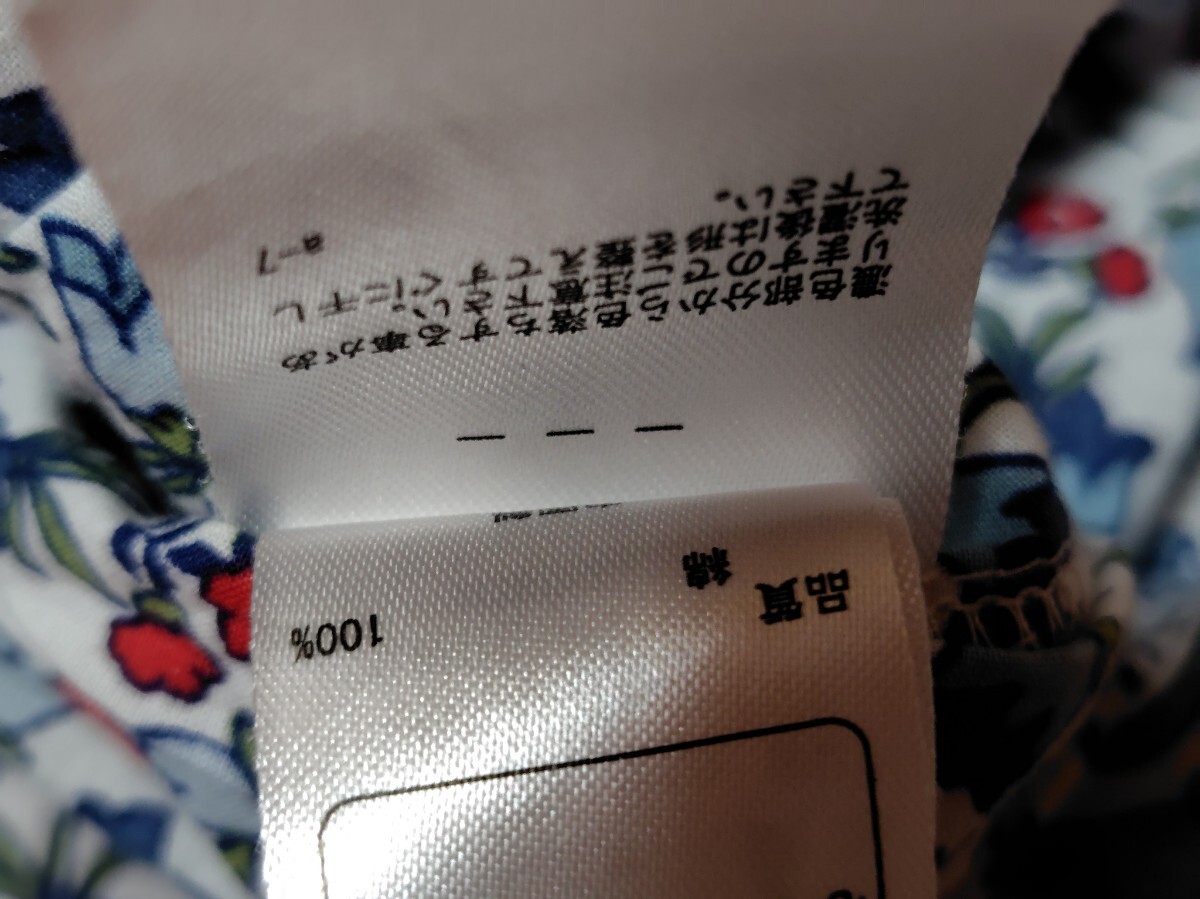 品質
綿 100%
― ― ―
濃色部分から色落ちする事があ
りますのでご注意下さい。
洗濯後は形を整えてすぐに干し
て下さい。
a-7